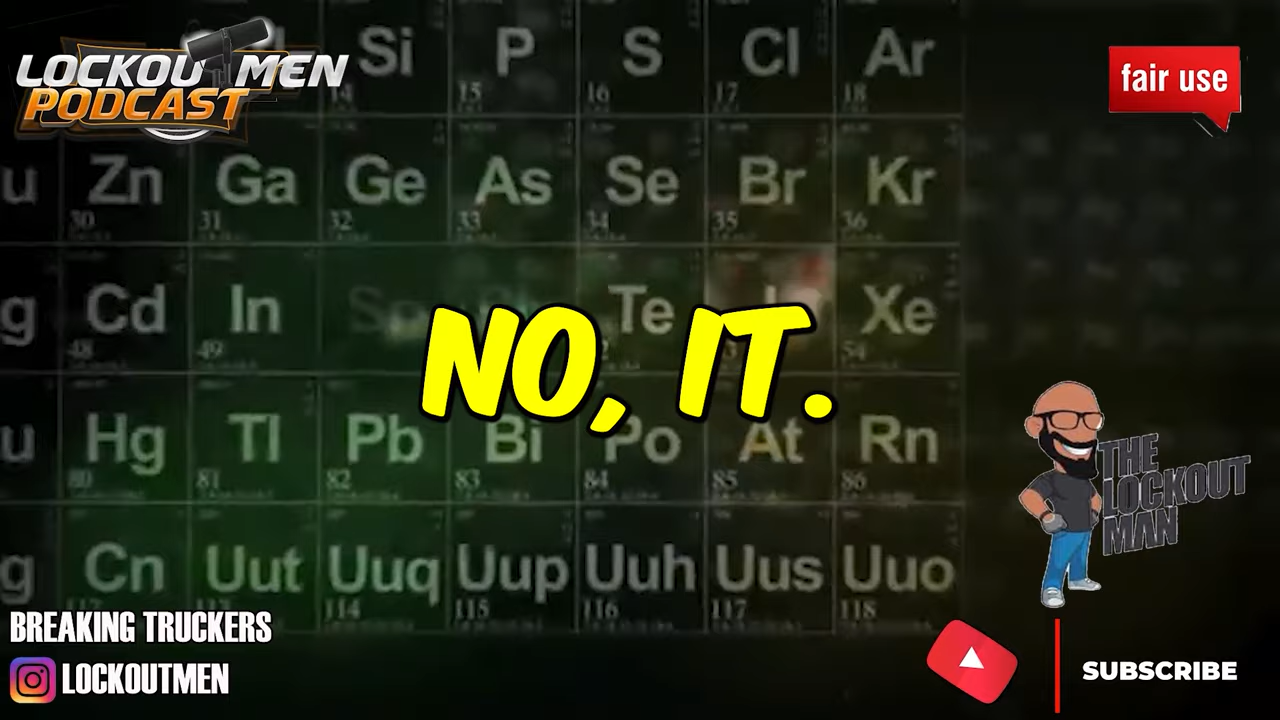 LOCKOU MEN
PODCAST
fair use
Si P S Cl Ar
14 15 16 17 18
u Zn Ga Ge As Se Br Kr
30 31 32 33 34 35 36
g Cd In Te Xe
48 49 54
NO, IT.
u Hg Tl Pb Bi Po At Rn
80 81 82 83 84 85 86
g Cn Uut Uuq Uup Uuh Uus Uuo
114 115 116 117 118
THE
LOCKOUT
MAN
BREAKING TRUCKERS
LOCKOUTMEN
SUBSCRIBE